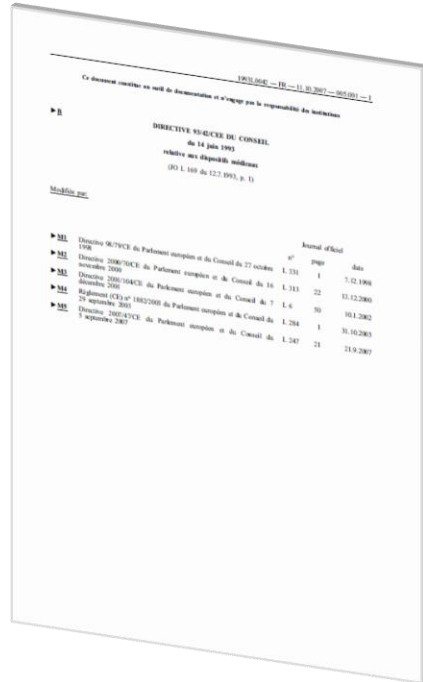 1993L0042 — FR — 11.10.2007 — 005.001 — 1
Ce document constitue un outil de documentation et n'engage pas la responsabilité des institutions
►B
DIRECTIVE 93/42/CEE DU CONSEIL
du 14 juin 1993
relative aux dispositifs médicaux
(JO L 169 du 12.7.1993, p. 1)
Modifiée par:
Journal officiel
n° page date
►M1 Directive 98/79/CE du Parlement européen et du Conseil du 27 octobre 1998 L 331 1 7.12.1998
►M2 Directive 2000/70/CE du Parlement européen et du Conseil du 16 novembre 2000 L 313 22 13.12.2000
►M3 Directive 2001/104/CE du Parlement européen et du Conseil du 7 décembre 2001 L 6 50 10.1.2002
►M4 Règlement (CE) n° 1882/2003 du Parlement européen et du Conseil du 29 septembre 2003 L 284 1 31.10.2003
►M5 Directive 2007/47/CE du Parlement européen et du Conseil du 5 septembre 2007 L 247 21 21.9.2007